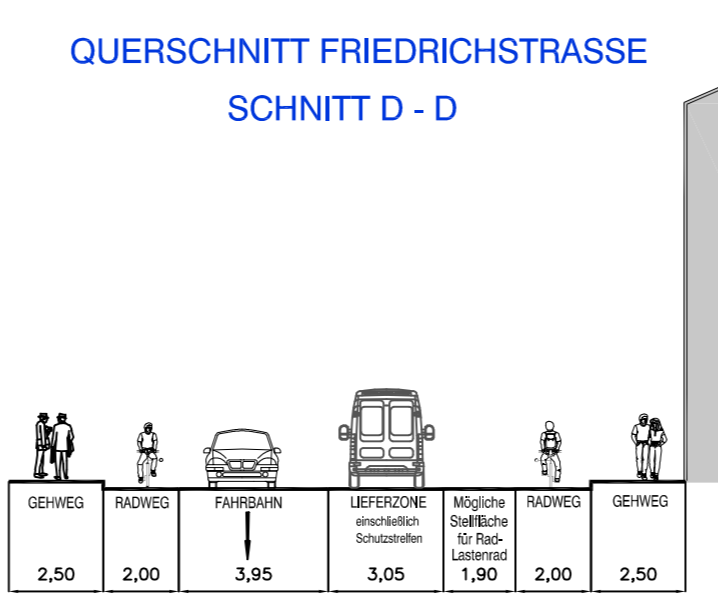 QUERSCHNITT FRIEDRICHSTRASSE
SCHNITT D - D
GEHWEG
2,50
RADWEG
2,00
FAHRBAHN
3,95
LIEFERZONE
einschließlich
Schutzstreifen
3,05
Mögliche
Stellfläche
für Rad-
Lastenrad
1,90
RADWEG
2,00
GEHWEG
2,50